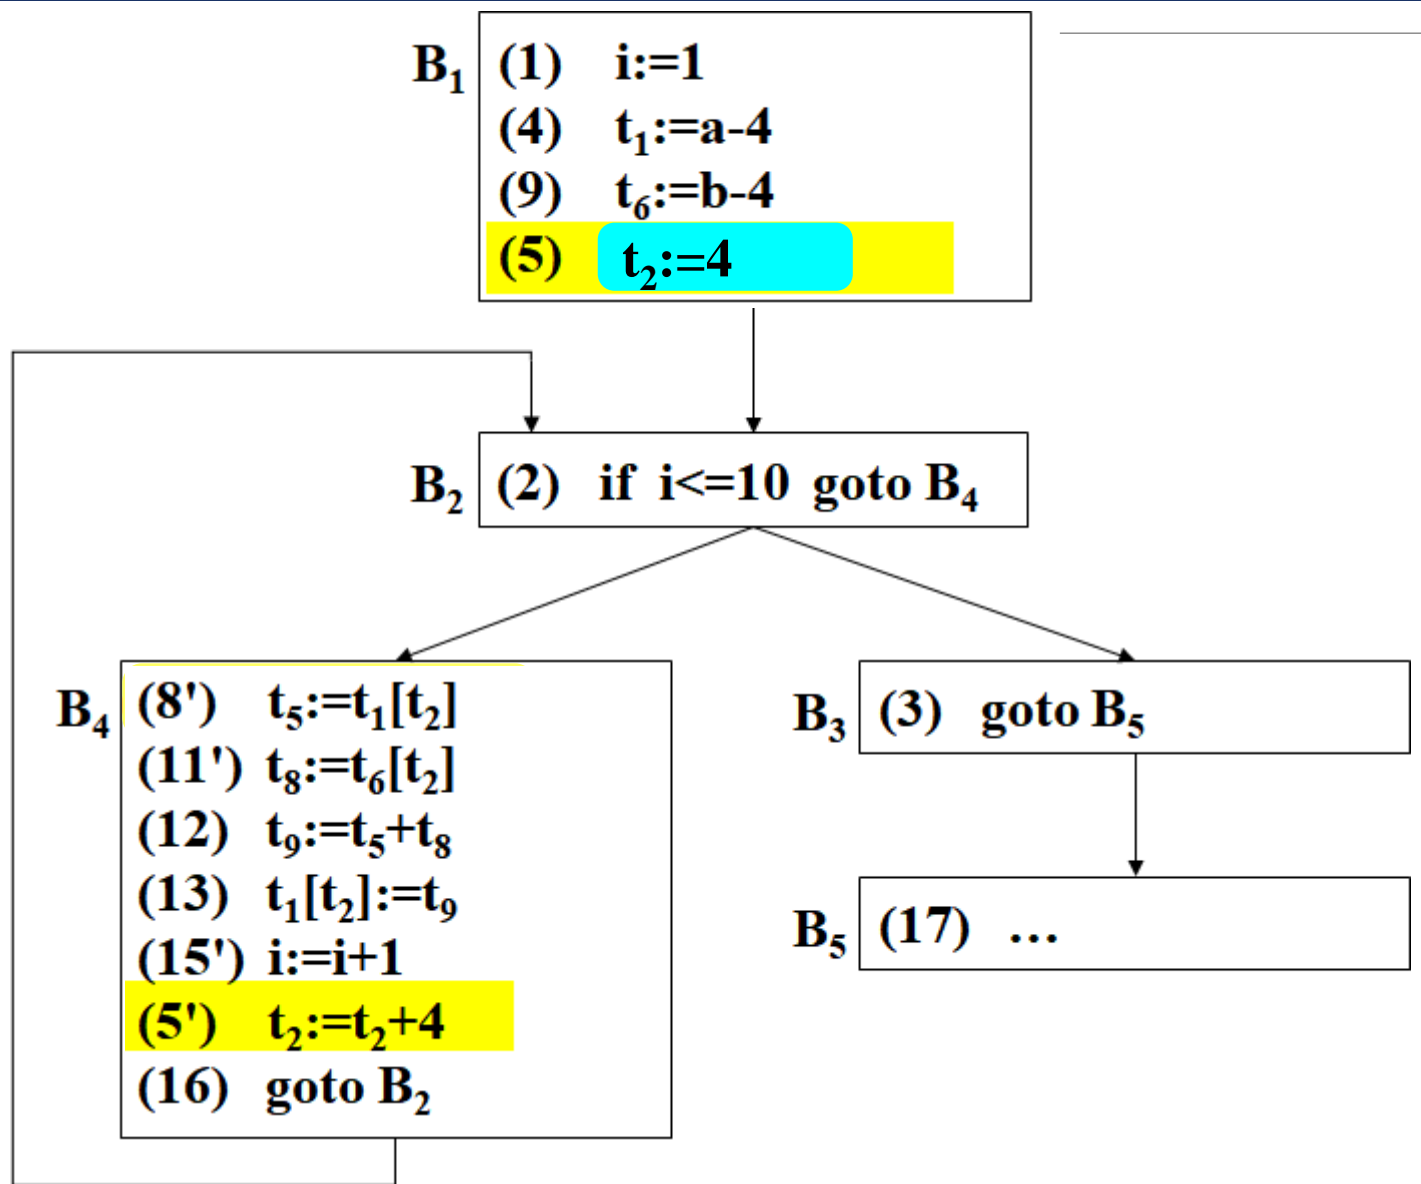 B₁
(1) i:=1
(4) t₁:=a-4
(9) t₆:=b-4
(5) t₂:=4
B₂ (2) if i<=10 goto B₄
B₄
(8') t₅:=t₁[t₂]
(11') t₈:=t₆[t₂]
(12) t₉:=t₅+t₈
(13) t₁[t₂]:=t₉
(15') i:=i+1
(5') t₂:=t₂+4
(16) goto B₂
B₃ (3) goto B₅
B₅ (17) …